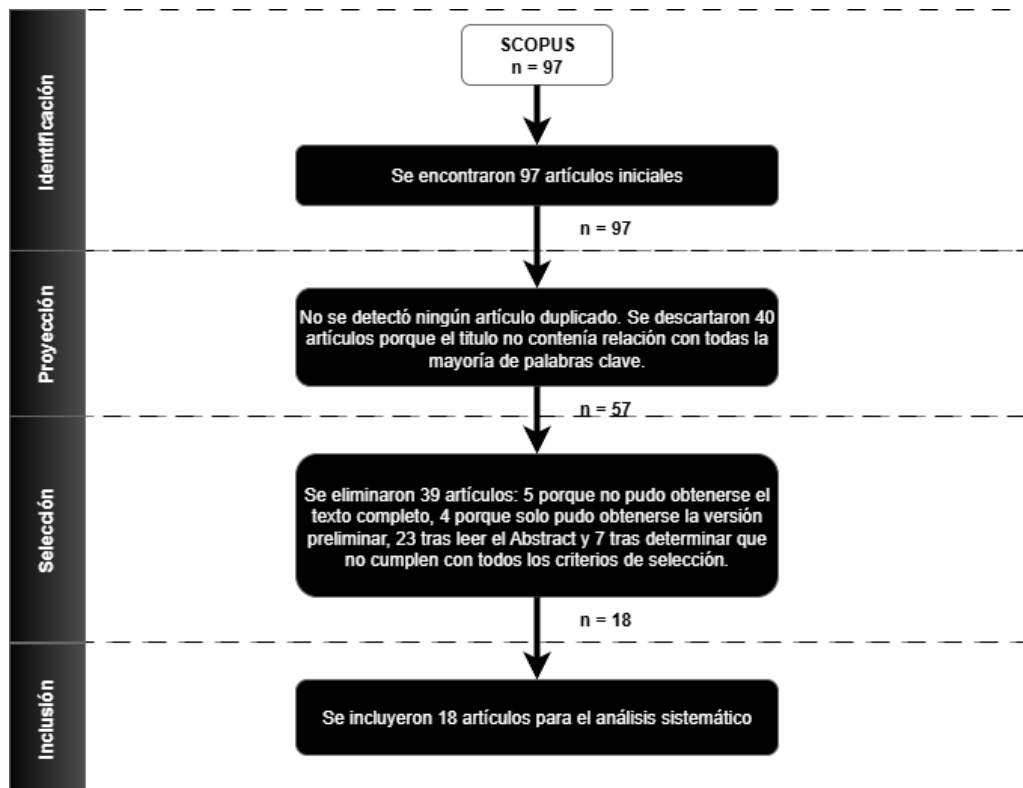 SCOPUS
n = 97
Identificación
Se encontraron 97 artículos iniciales
n = 97
Proyección
No se detectó ningún artículo duplicado. Se descartaron 40
artículos porque el titulo no contenía relación con todas la
mayoría de palabras clave.
n = 57
Selección
Se eliminaron 39 artículos: 5 porque no pudo obtenerse el
texto completo, 4 porque solo pudo obtenerse la versión
preliminar, 23 tras leer el Abstract y 7 tras determinar que
no cumplen con todos los criterios de selección.
n = 18
Inclusión
Se incluyeron 18 artículos para el análisis sistemático